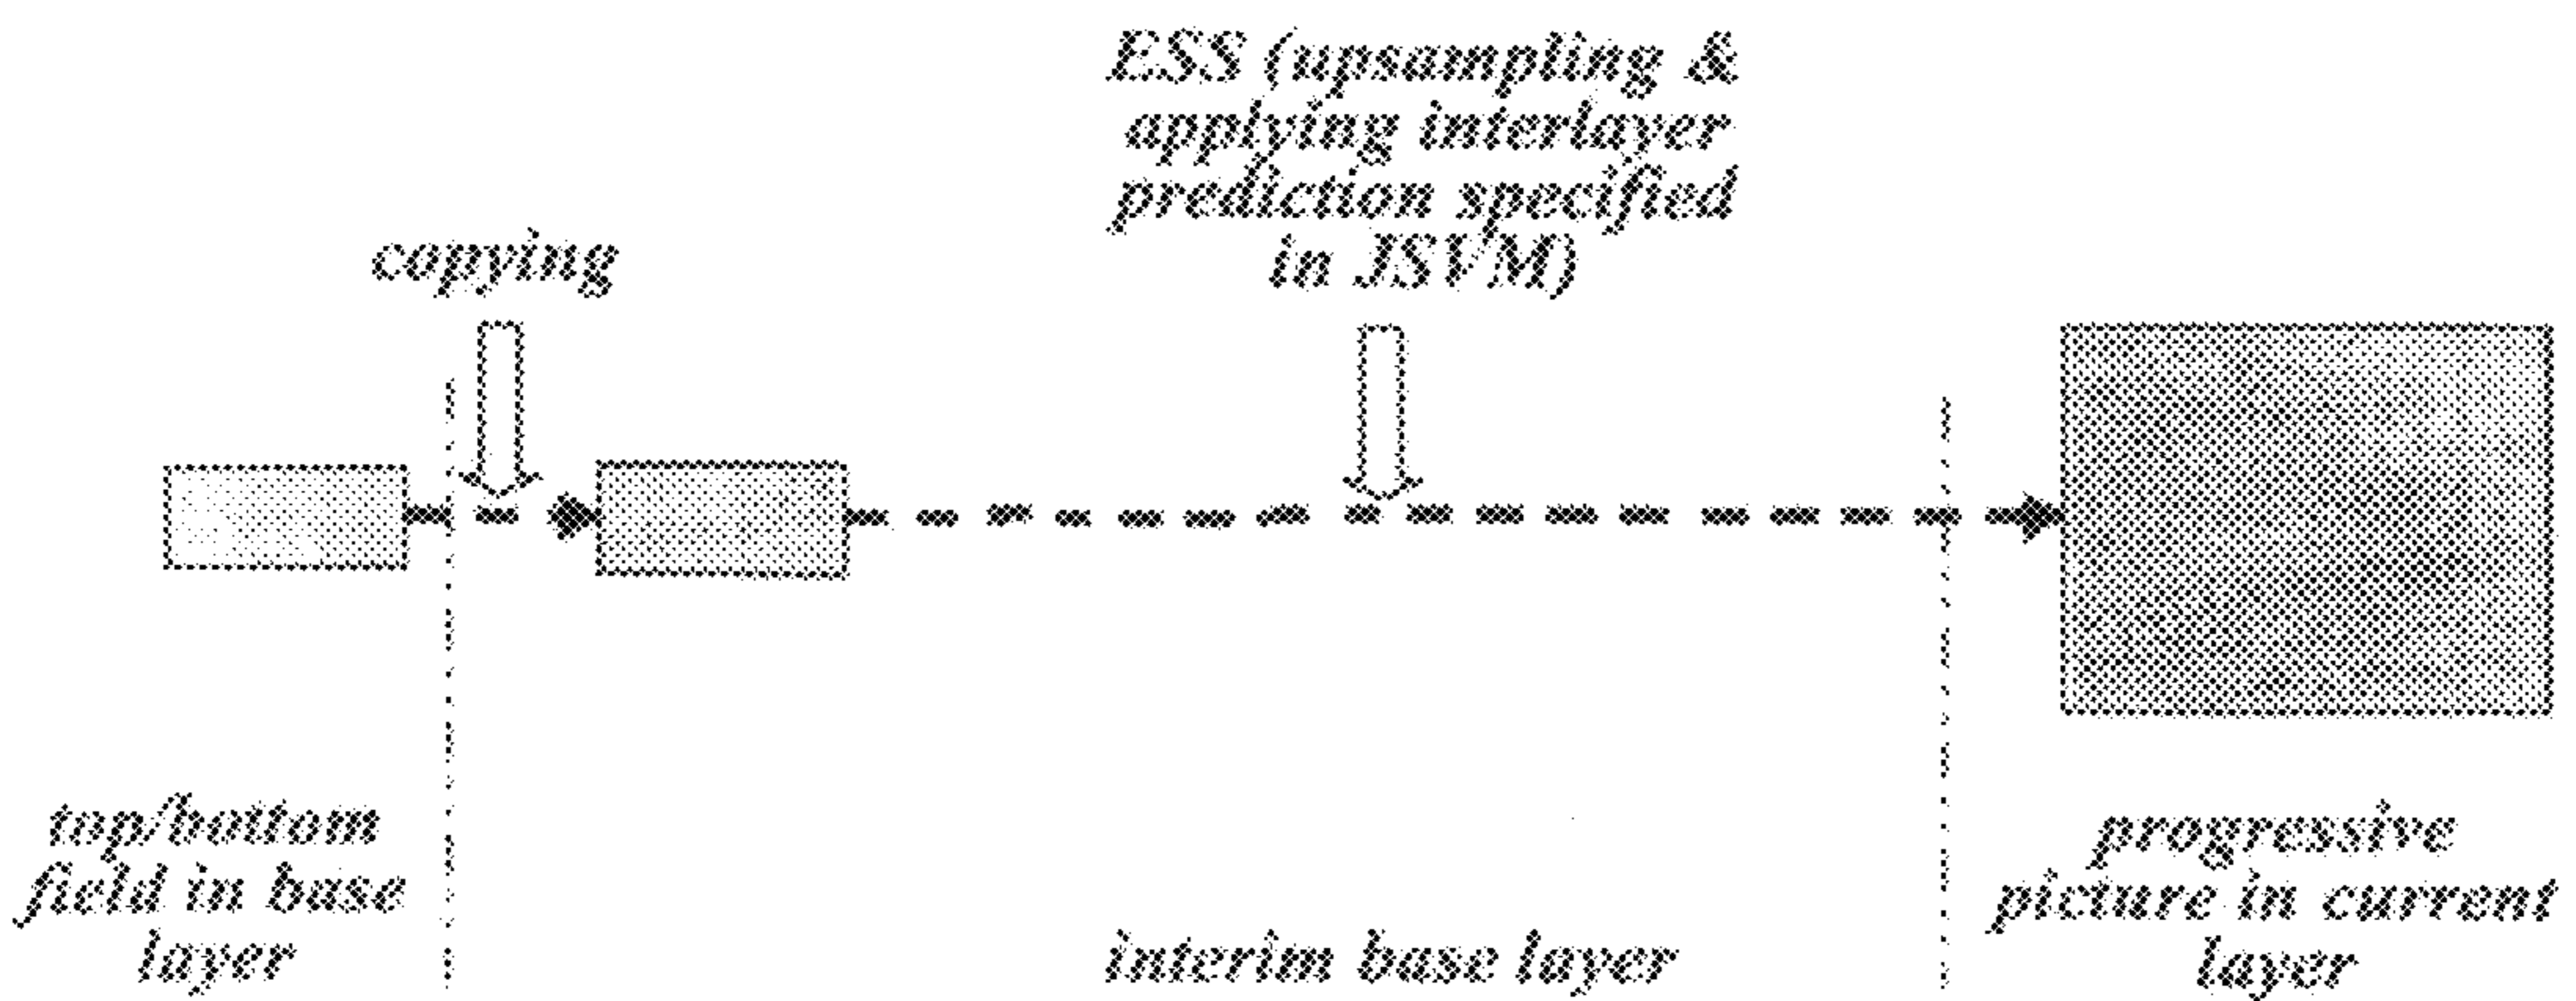 ESS (upsampling &
applying interlayer
prediction specified
in JSVM)
copying
top/bottom
field in base
layer
interim base layer
progressive
picture in current
layer